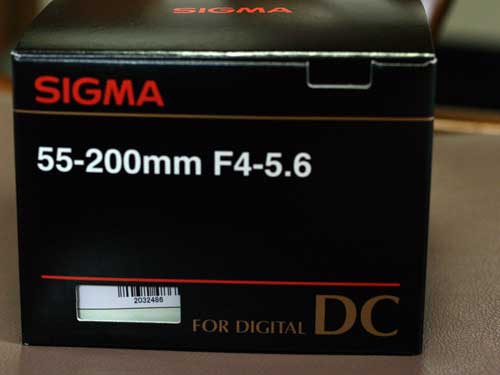 SIGMA
SIGMA
55-200mm F4-5.6
2032486
FOR DIGITAL DC